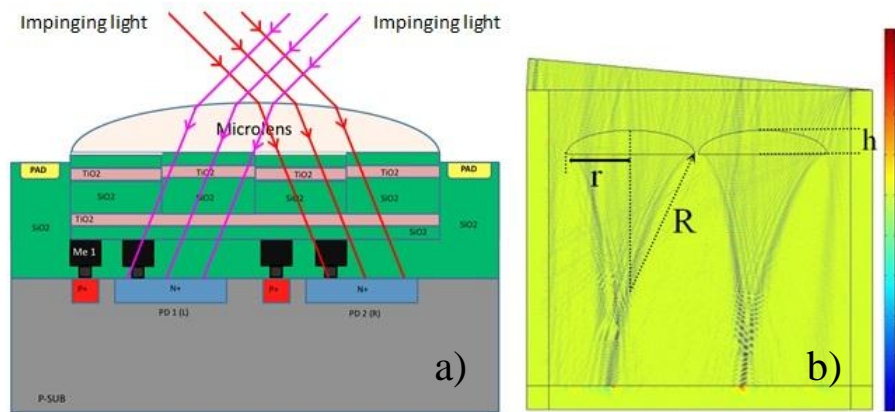 Impinging light
Impinging light
Microlens
PAD
PAD
TiO2
TiO2
TiO2
TiO2
SiO2
SiO2
SiO2
SiO2
SiO2
SiO2
TiO2
SiO2
Me 1
P+
N+
P+
N+
PD 1 (L)
PD 2 (R)
P-SUB
a)
r
R
h
b)